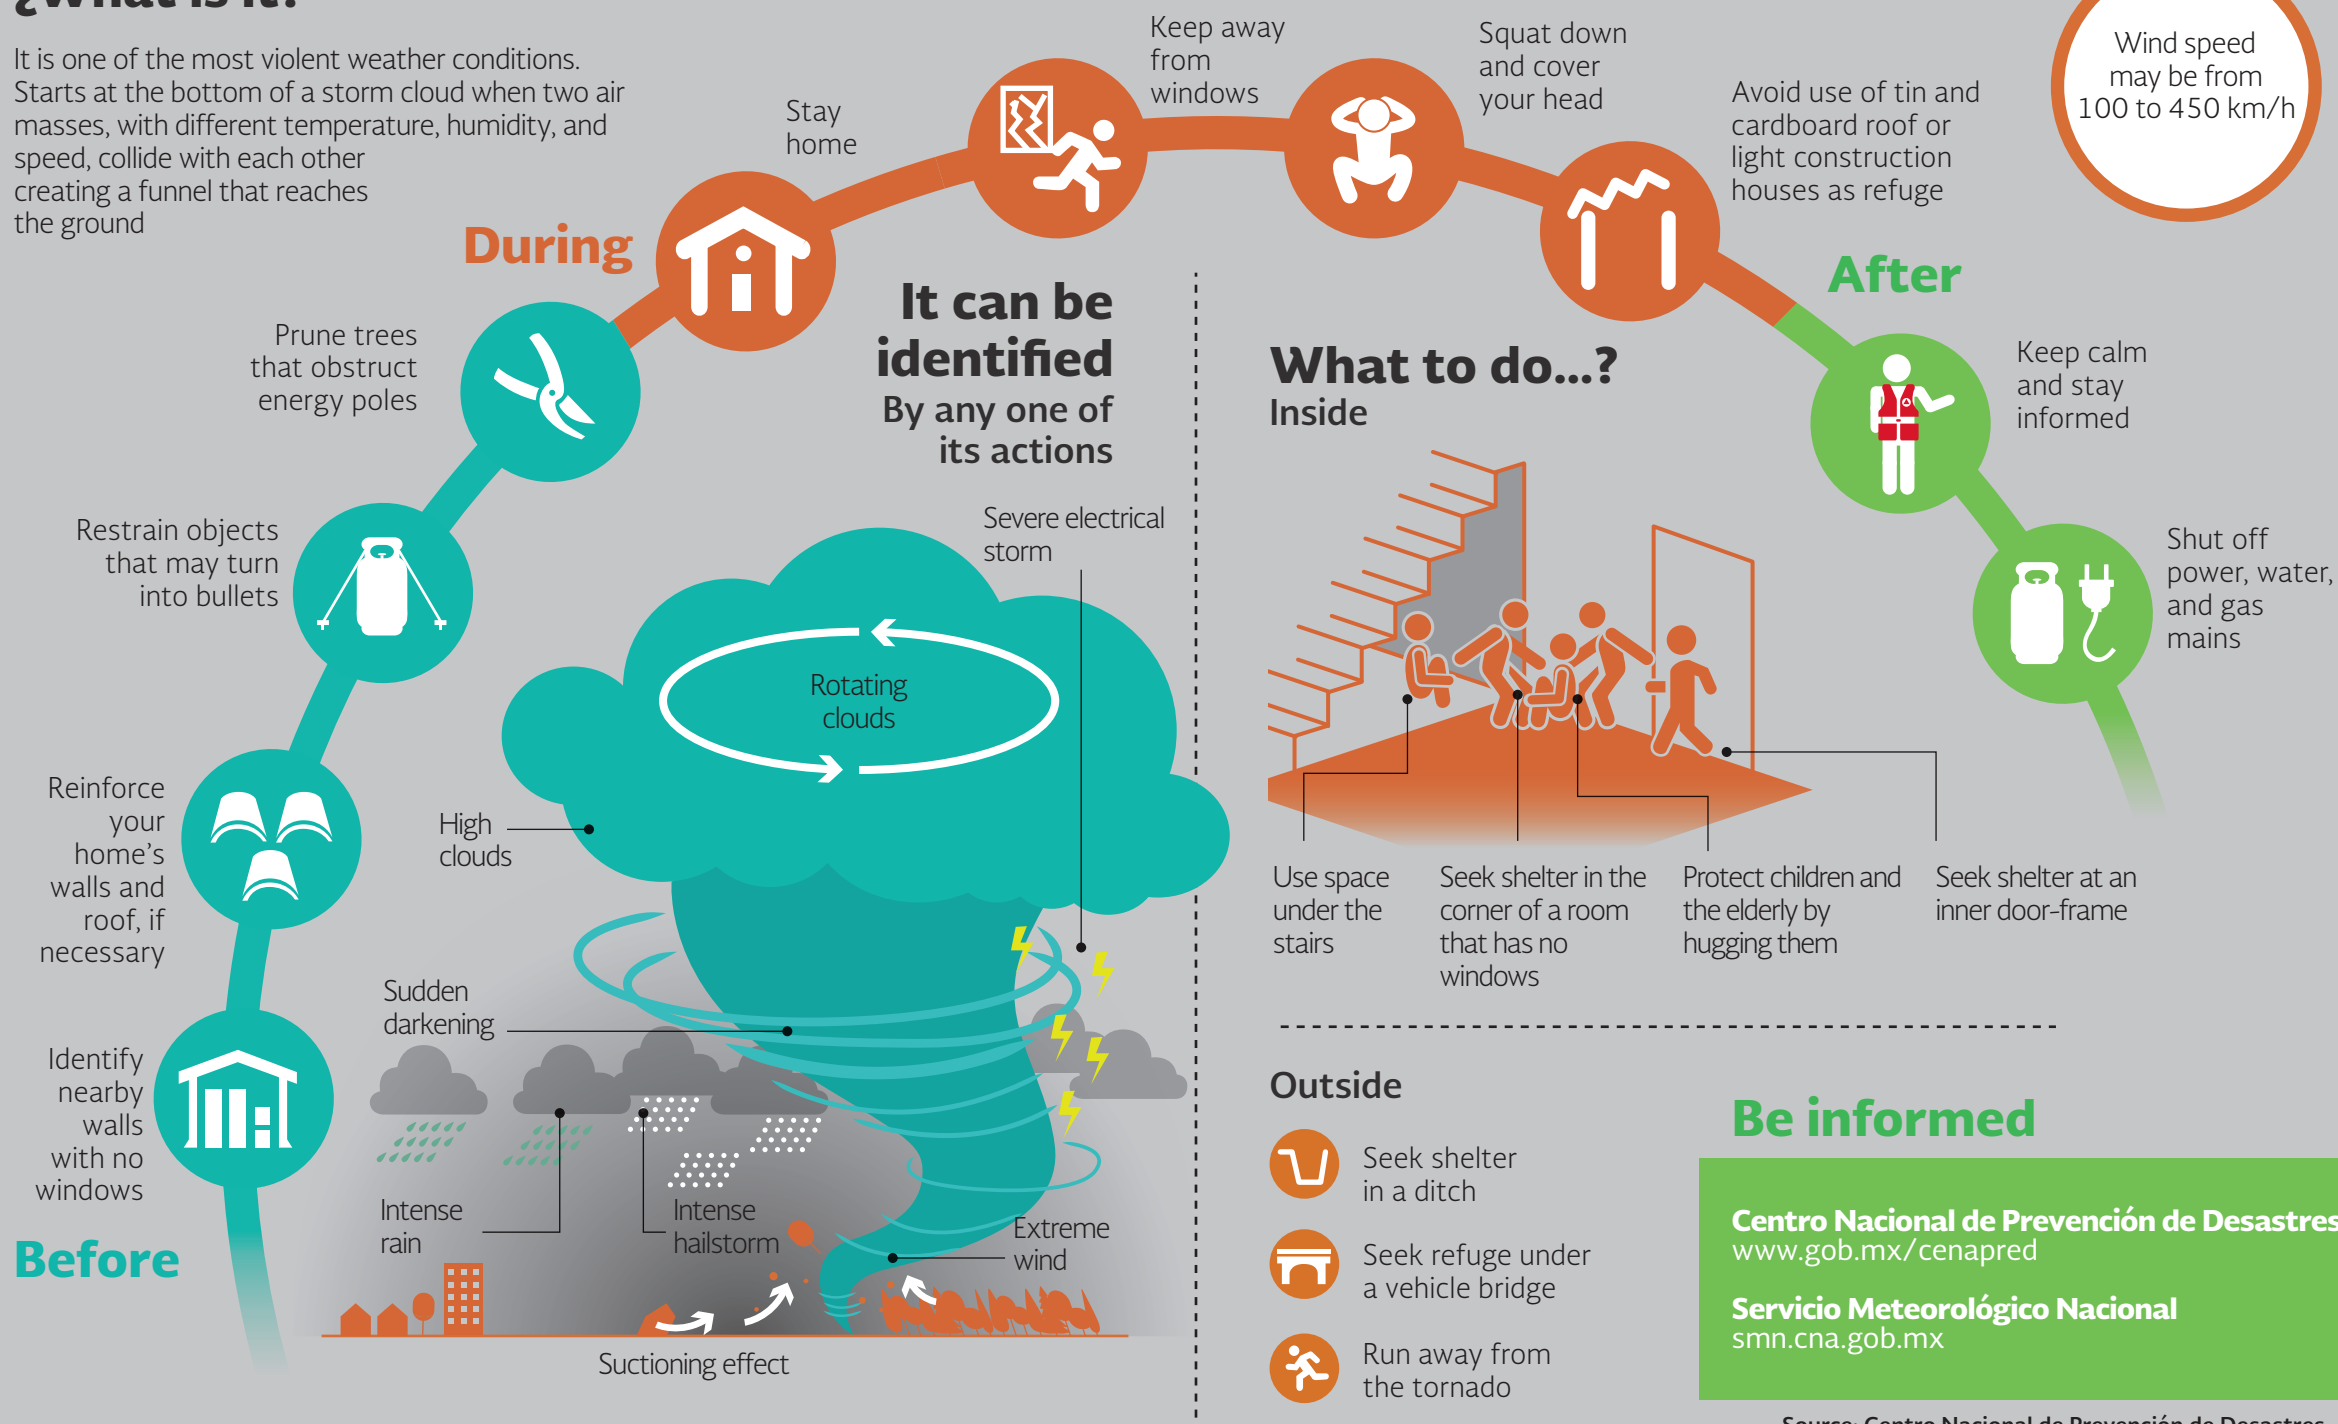 ¿What is it?
It is one of the most violent weather conditions.
Starts at the bottom of a storm cloud when two air
masses, with different temperature, humidity, and
speed, collide with each other
creating a funnel that reaches
the ground
Wind speed
may be from
100 to 450 km/h
Before
Identify
nearby
walls
with no
windows
Reinforce
your
home's
walls and
roof, if
necessary
Restrain objects
that may turn
into bullets
Prune trees
that obstruct
energy poles
During
Stay
home
Keep away
from
windows
Squat down
and cover
your head
Avoid use of tin and
cardboard roof or
light construction
houses as refuge
After
Keep calm
and stay
informed
Shut off
power, water,
and gas
mains
It can be
identified
By any one of
its actions
Severe electrical
storm
Rotating
clouds
High
clouds
Sudden
darkening
Intense
rain
Intense
hailstorm
Extreme
wind
Suctioning effect
What to do...?
Inside
Use space
under the
stairs
Seek shelter in the
corner of a room
that has no
windows
Protect children and
the elderly by
hugging them
Seek shelter at an
inner door-frame
Outside
Seek shelter
in a ditch
Seek refuge under
a vehicle bridge
Run away from
the tornado
Be informed
Centro Nacional de Prevención de Desastres
www.gob.mx/cenapred
Servicio Meteorológico Nacional
smn.cna.gob.mx
Source: Centro Nacional de Prevención de Desastres